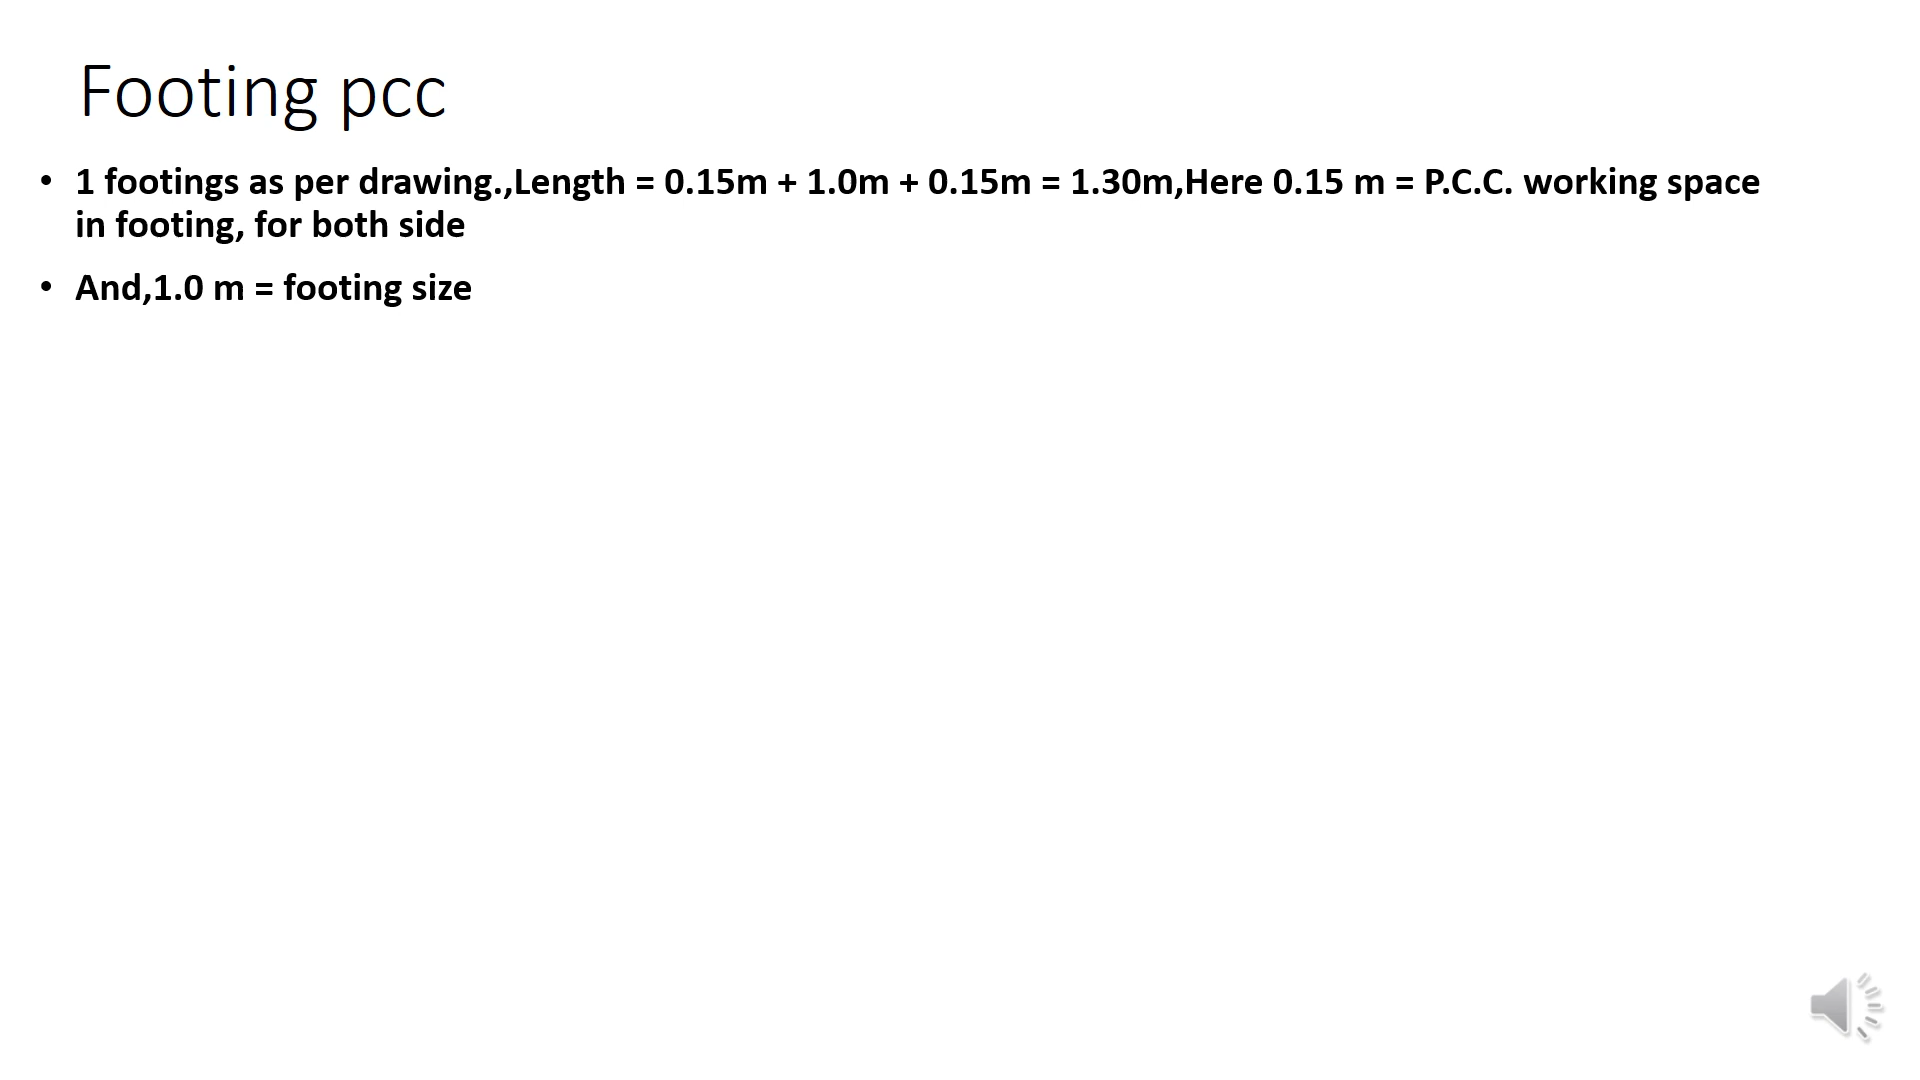 Footing pcc
• 1 footings as per drawing.,Length = 0.15m + 1.0m + 0.15m = 1.30m,Here 0.15 m = P.C.C. working space
in footing, for both side
• And,1.0 m = footing size